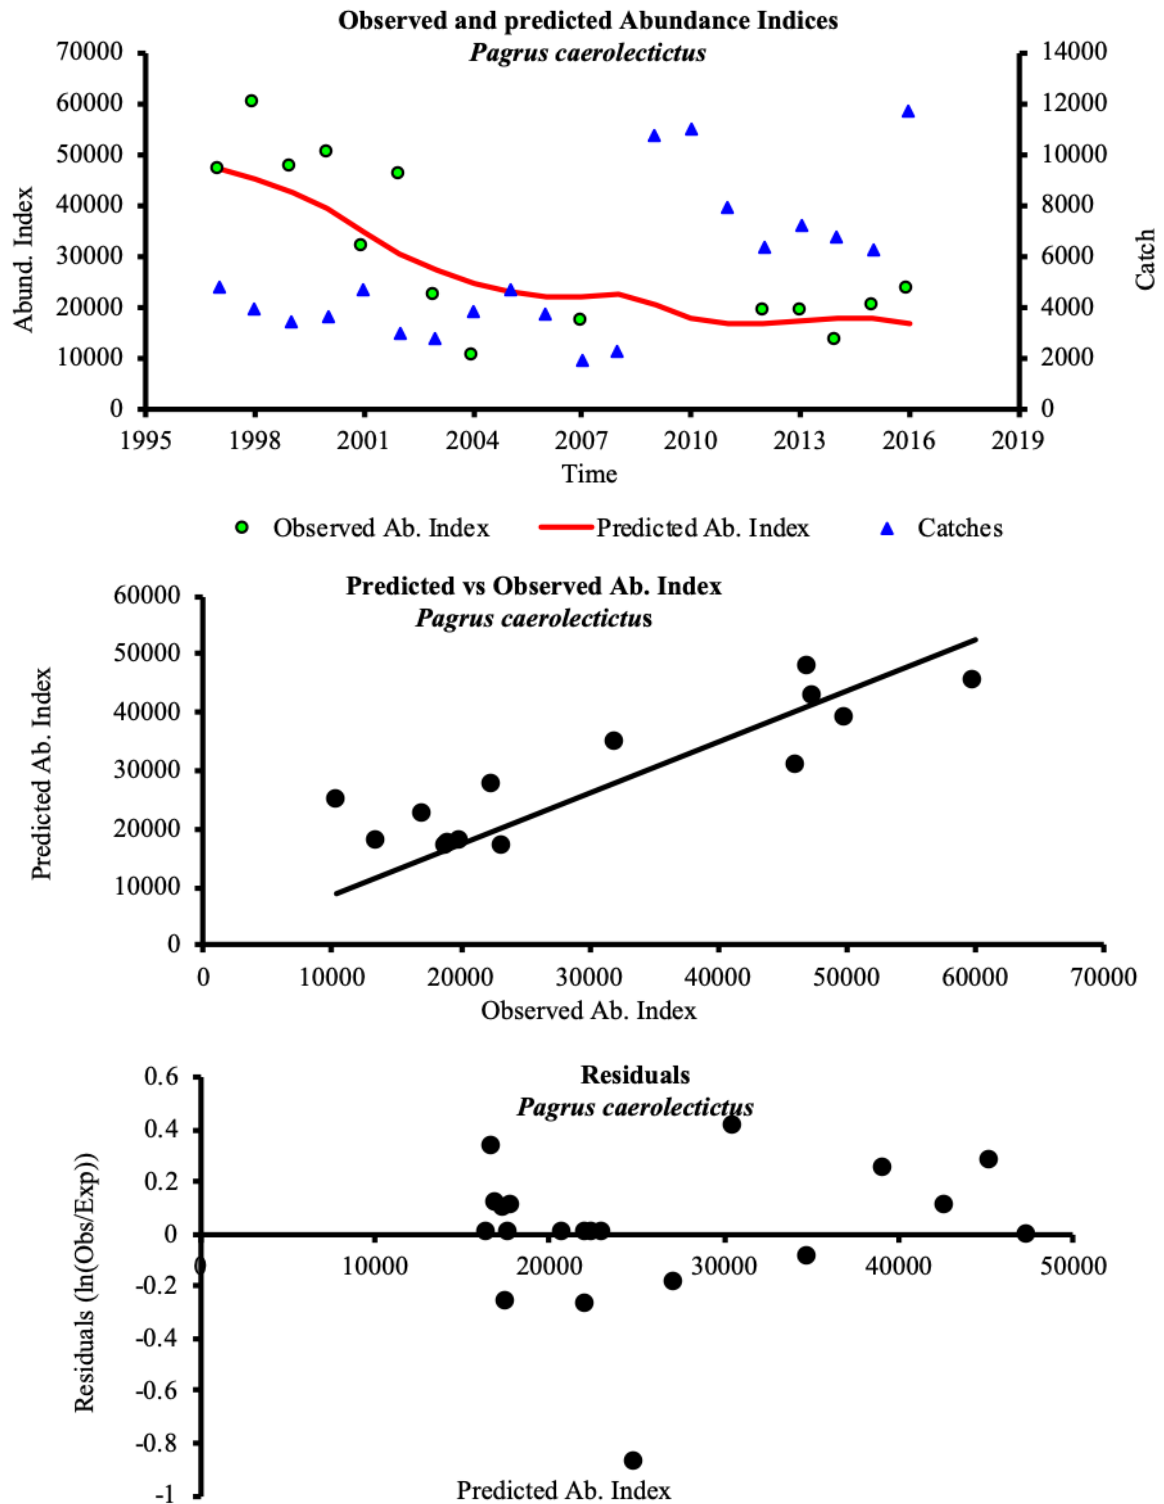 Observed and predicted Abundance Indices
Pagrus caerolectictus
70000
60000
50000
40000
30000
20000
10000
0
Abund. Index
14000
12000
10000
8000
6000
4000
2000
0
Catch
1995 1998 2001 2004 2007 2010 2013 2016 2019
Time
Observed Ab. Index Predicted Ab. Index Catches
Predicted vs Observed Ab. Index
Pagrus caerolectictus
60000
50000
40000
30000
20000
10000
0
Predicted Ab. Index
0 10000 20000 30000 40000 50000 60000 70000
Observed Ab. Index
Residuals
Pagrus caerolectictus
0.6
0.4
0.2
0
-0.2
-0.4
-0.6
-0.8
-1
Residuals (ln(Obs/Exp))
0 10000 20000 30000 40000 50000
Predicted Ab. Index